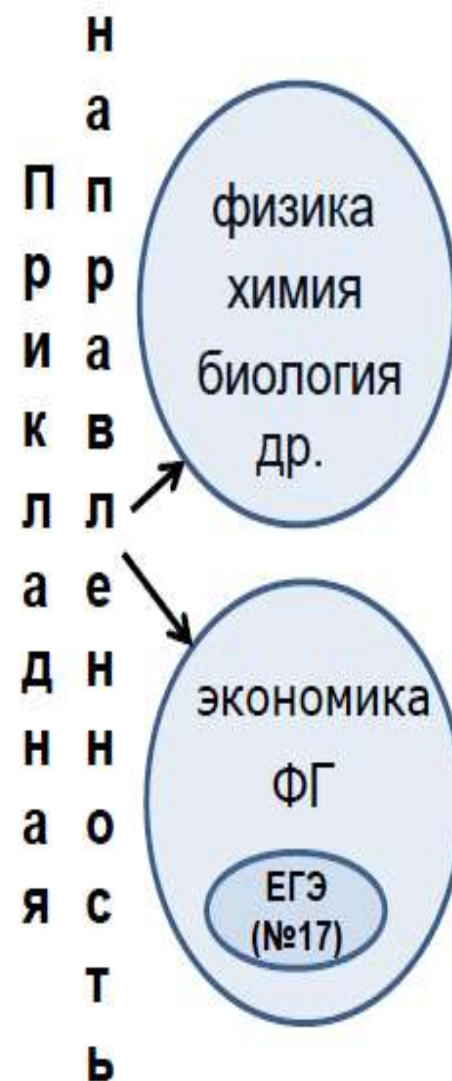 Прикладная
направленность
физика
химия
биология
др.
экономика
ФГ
ЕГЭ
(№17)